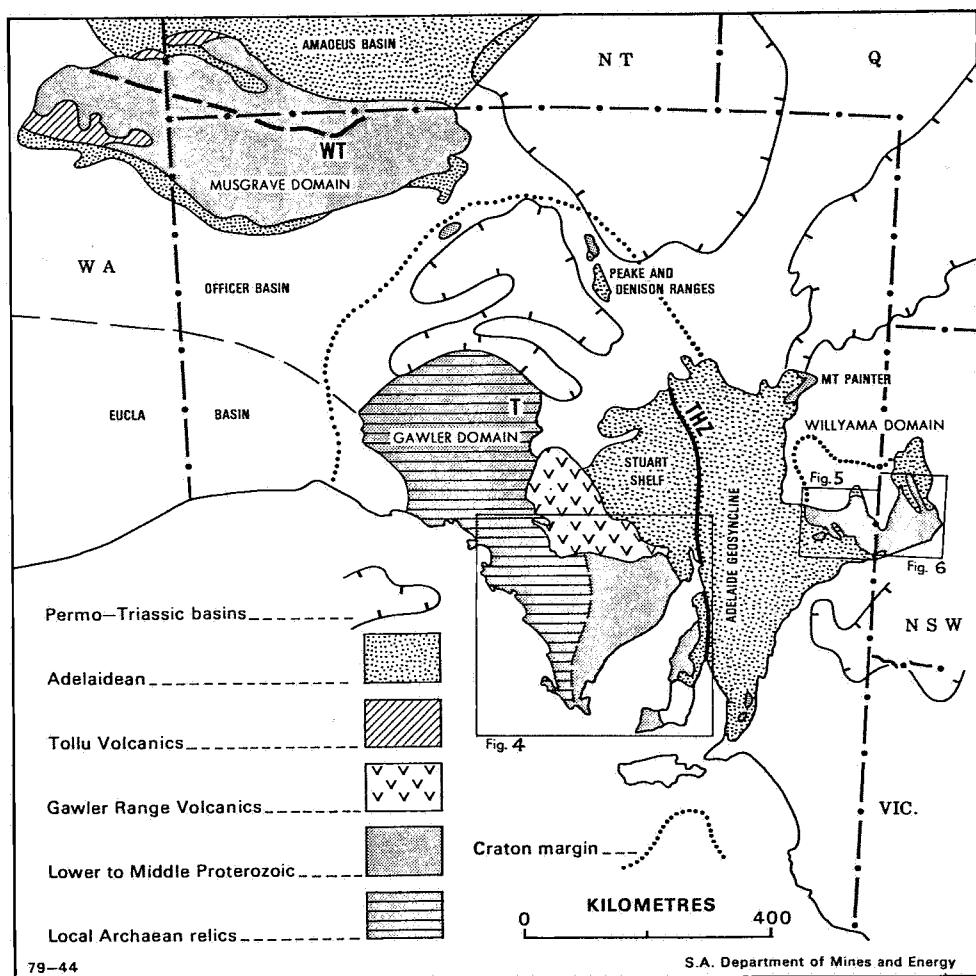 AMADEUS BASIN
N T
Q
WT
MUSGRAVE DOMAIN
W A
OFFICER BASIN
PEAKE AND
DENISON RANGES
EUCLA BASIN
MT PAINTER
T
GAWLER DOMAIN
THZ
WILLYAMA DOMAIN
STUART
SHELF
Fig. 5
ADELAIDE GEOSYNCLINE
Fig. 6
N S W
Fig. 4
VIC.
Permo–Triassic basins
Adelaidean
Tollu Volcanics
Gawler Range Volcanics
Lower to Middle Proterozoic
Local Archaean relics
Craton margin
KILOMETRES
0 400
79–44
S.A. Department of Mines and Energy